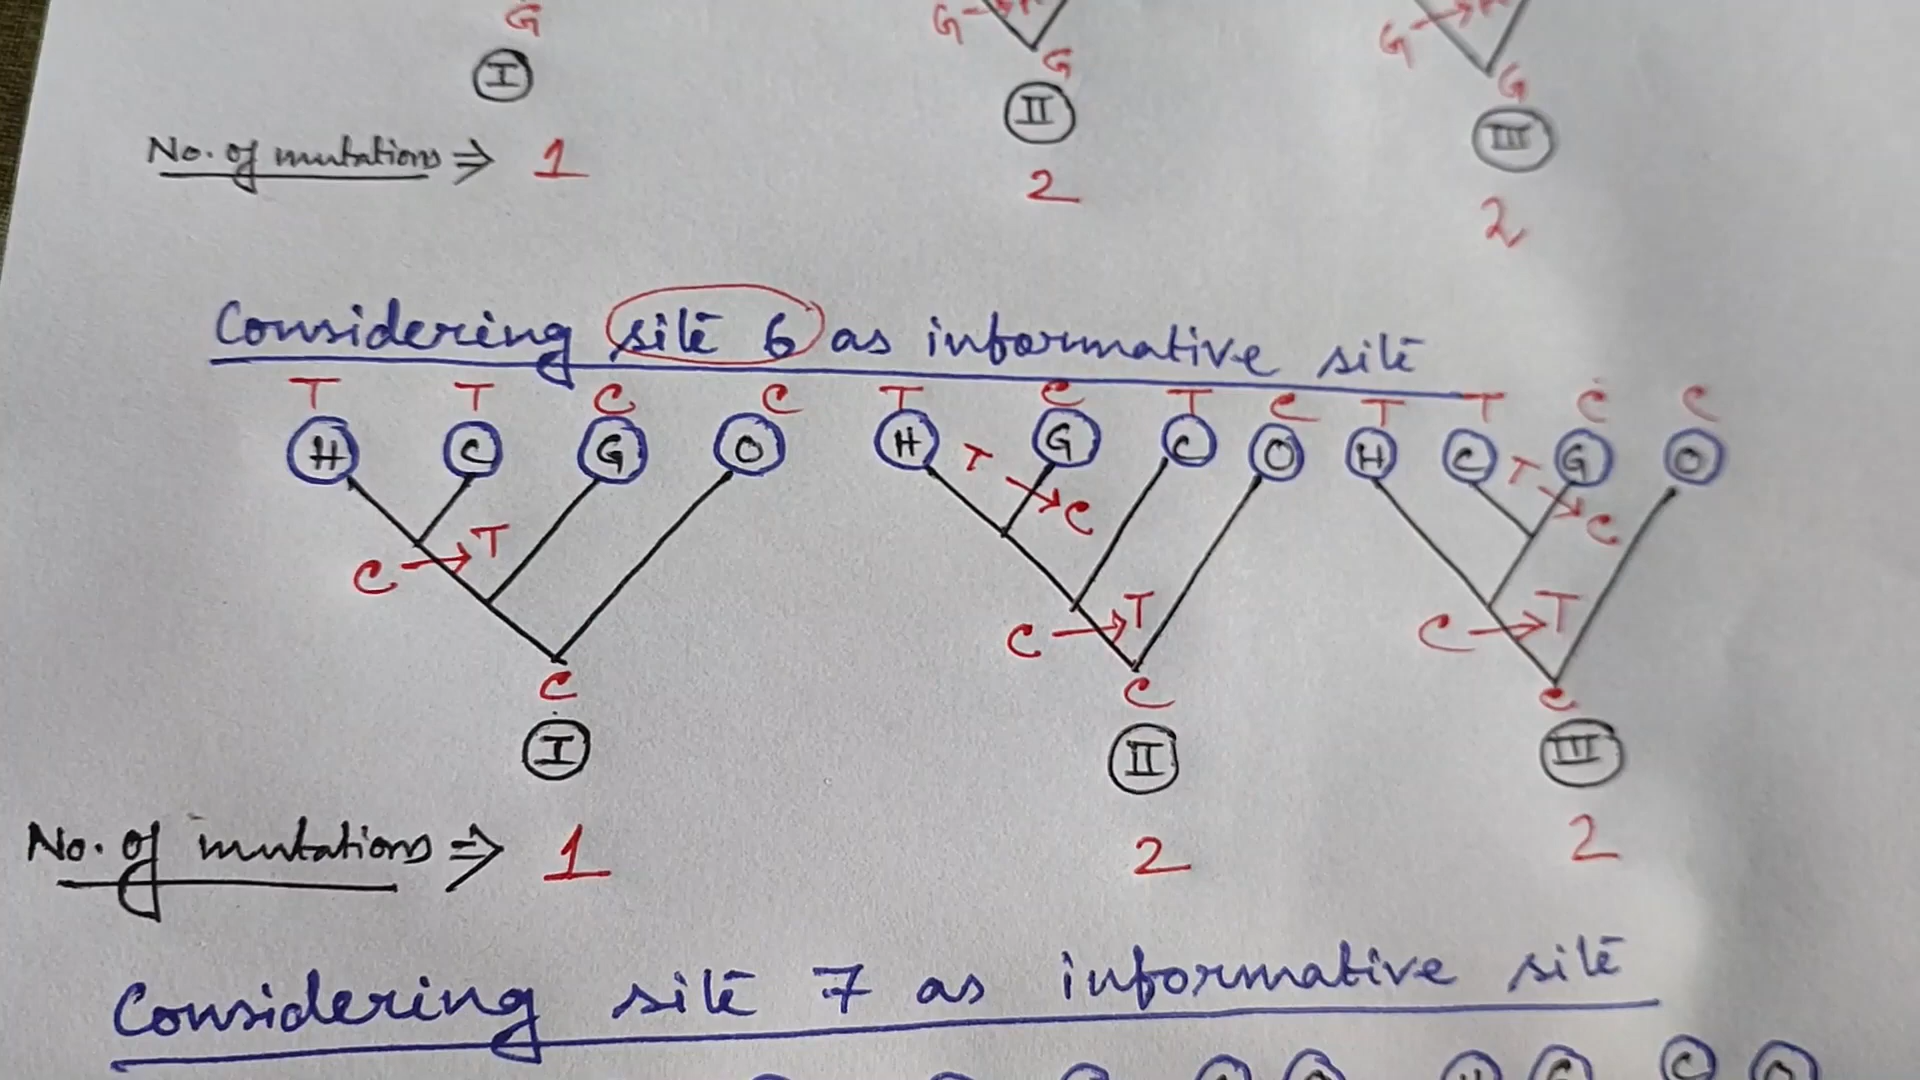 G G → G G → G
I II III
No. of mutations ⇒ 1 2 2
Considering site 6 as informative site
T T C C T C T C T T C C
H C G O H G C O H C G O
T → C T → C
C → T C → T C → T
C C C
I II III
No. of mutations ⇒ 1 2 2
Considering site 7 as informative site